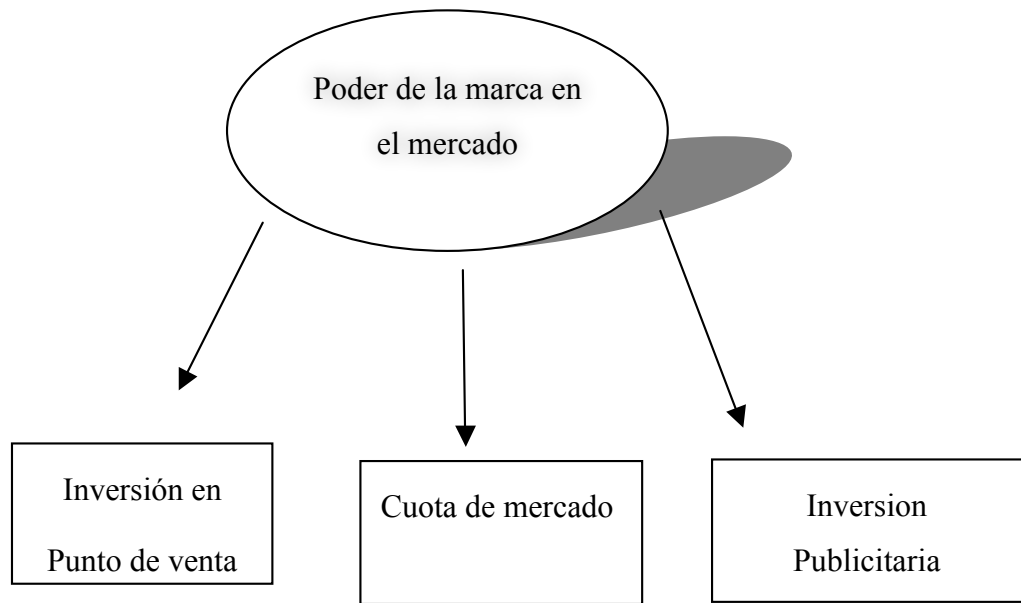 Poder de la marca en
el mercado
Inversión en
Punto de venta
Cuota de mercado
Inversion
Publicitaria